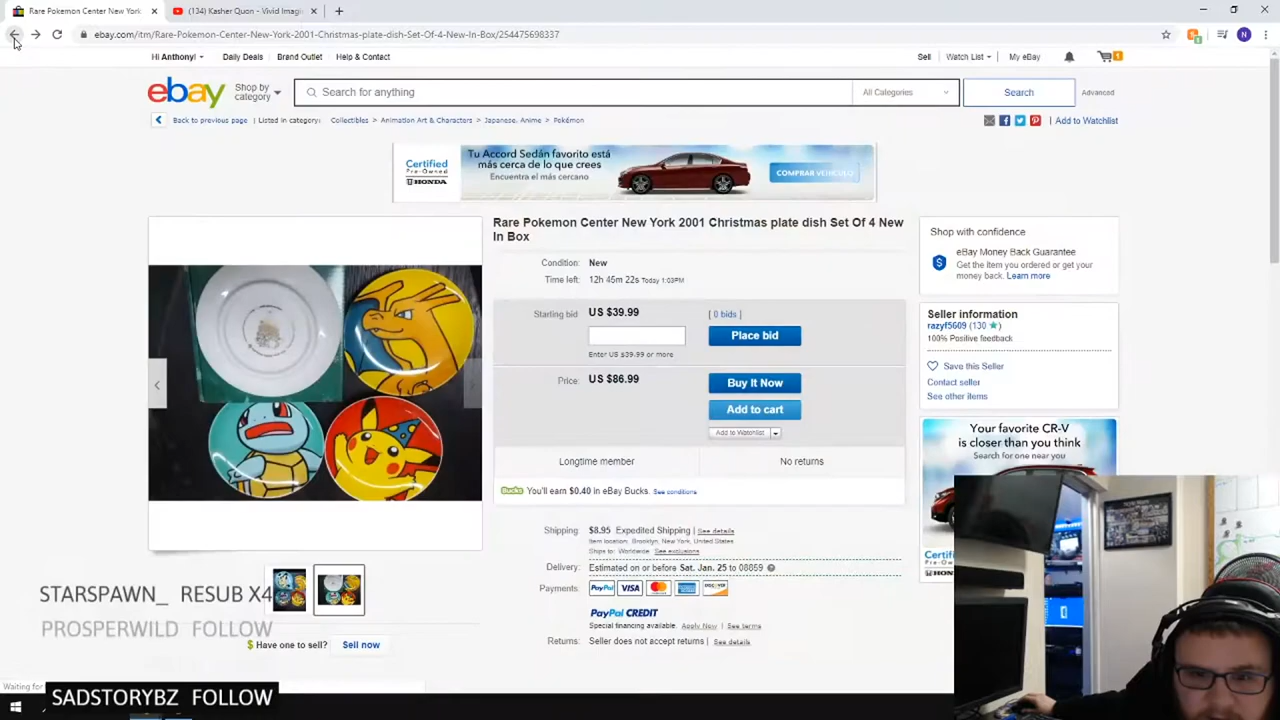 Rare Pokemon Center New York
(134) Kasher Quon - Vivid Imagi
ebay.com/itm/Rare-Pokemon-Center-New-York-2001-Christmas-plate-dish-Set-Of-4-New-In-Box/254475698337
N
Hi Anthony!
Daily Deals
Brand Outlet
Help & Contact
Sell
Watch List
My eBay
1
ebay
Shop by category
Search for anything
All Categories
Search
Advanced
Back to previous page
Listed in category:
Collectibles > Animation Art & Characters > Japanese, Anime > Pokémon
Add to Watchlist
Certified
Pre-Owned
HONDA
Tu Accord Sedán favorito está
más cerca de lo que crees
Encuentra el más cercano
COMPRAR VEHÍCULO
Rare Pokemon Center New York 2001 Christmas plate dish Set Of 4 New
In Box
Condition: New
Time left: 12h 45m 22s Today 1:03PM
Starting bid US $39.99 [ 0 bids ]
Place bid
Enter US $39.99 or more
Price: US $86.99
Buy It Now
Add to cart
Add to Watchlist
Longtime member
No returns
Bucks You'll earn $0.40 in eBay Bucks. See conditions
Shipping: $8.95 Expedited Shipping | See details
Item location: Brooklyn, New York, United States
Ships to: Worldwide See exclusions
Delivery: Estimated on or before Sat. Jan. 25 to 08859
Payments: PayPal VISA
PayPal CREDIT
Special financing available. Apply Now | See terms
Returns: Seller does not accept returns | See details
Shop with confidence
eBay Money Back Guarantee
Get the item you ordered or get your
money back. Learn more
Seller information
razyf5609 (130 )
100% Positive feedback
Save this Seller
Contact seller
See other items
Your favorite CR-V
is closer than you think
Search for one near you
STARSPAWN_ RESUB X4
PROSPERWILD FOLLOW
$ Have one to sell? Sell now
Waiting for
SADSTORYBZ FOLLOW